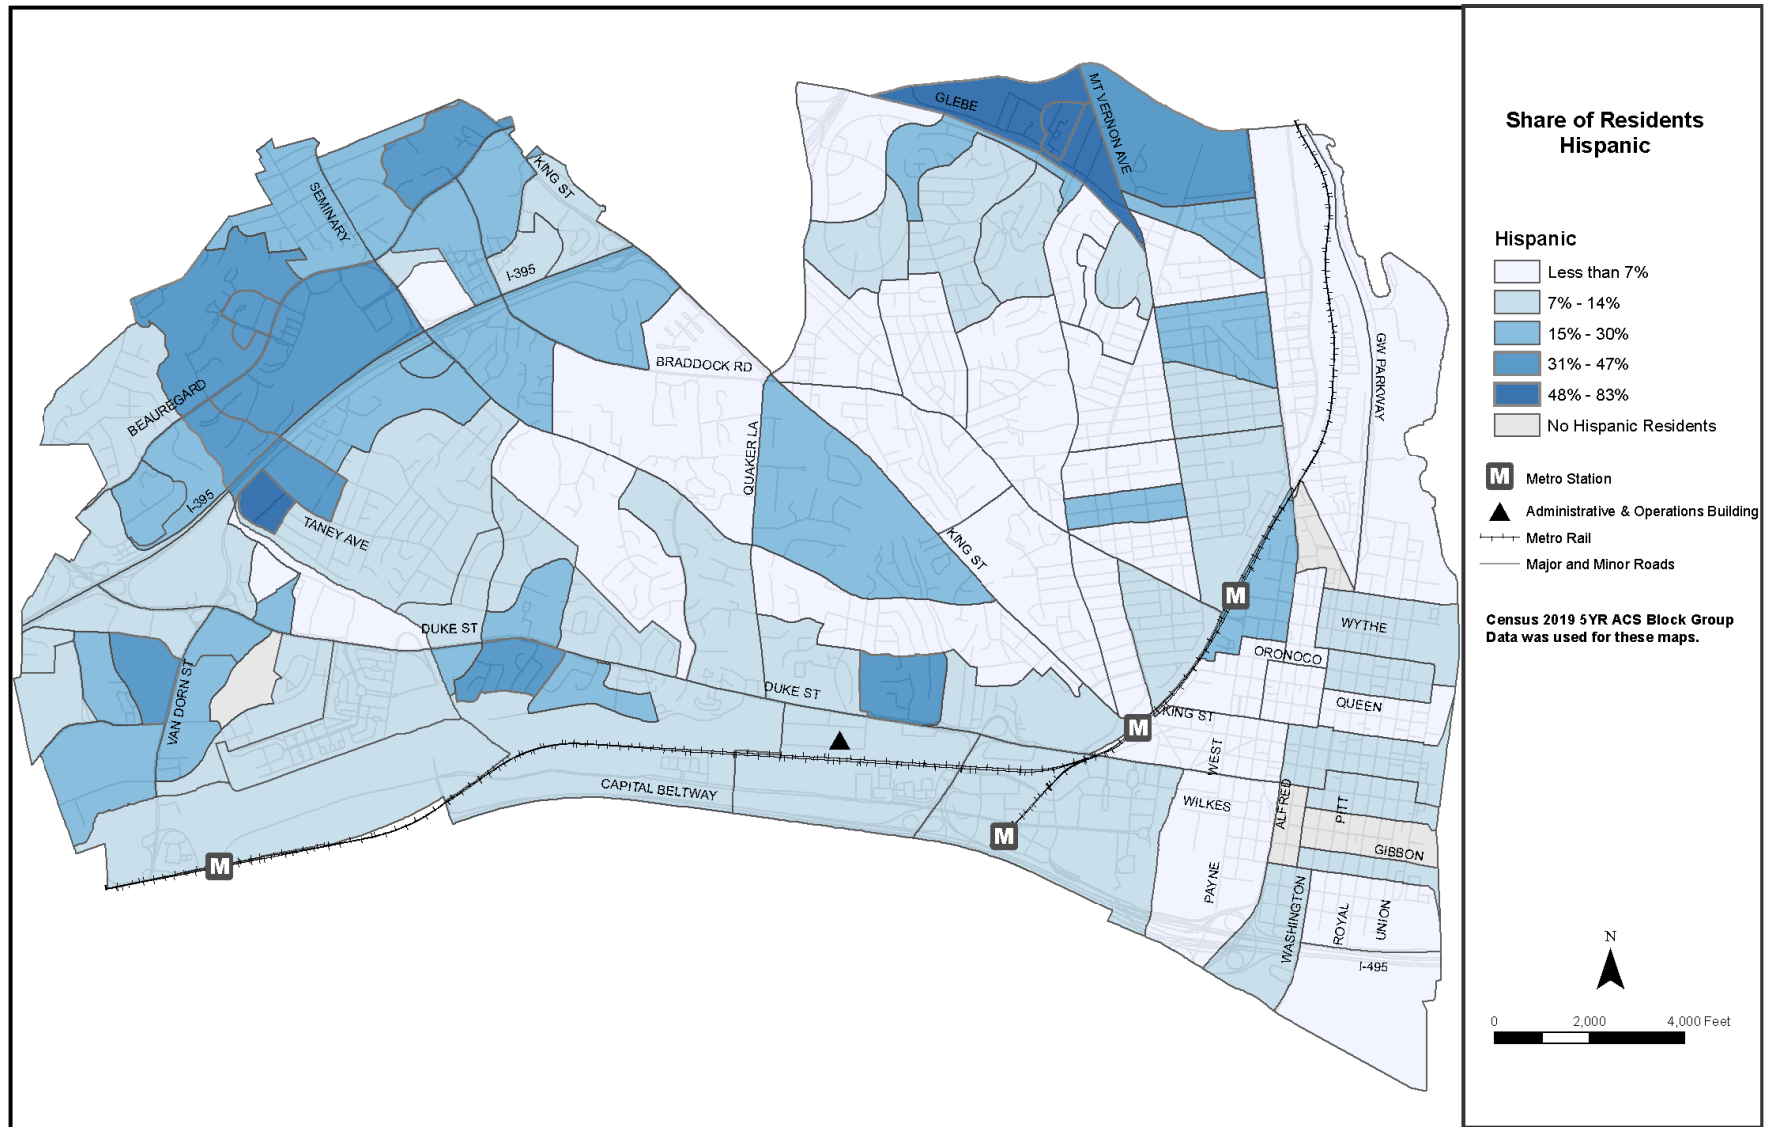 GLEBE
MT VERNON AVE
KING ST
SEMINARY
I-395
BRADDOCK RD
GW PARKWAY
BEAUREGARD
QUAKER LA
I-395
TANEY AVE
KING ST
DUKE ST
WYTHE
ORONOCO
VAN DORN ST
DUKE ST
QUEEN
KING ST
WEST
CAPITAL BELTWAY
WILKES
ALFRED
PITT
GIBBON
PAYNE
WASHINGTON
ROYAL
UNION
I-495
M
M
M
M
Share of Residents
Hispanic
Hispanic
Less than 7%
7% - 14%
15% - 30%
31% - 47%
48% - 83%
No Hispanic Residents
M Metro Station
Administrative & Operations Building
Metro Rail
Major and Minor Roads
Census 2019 5YR ACS Block Group
Data was used for these maps.
N
0 2,000 4,000 Feet